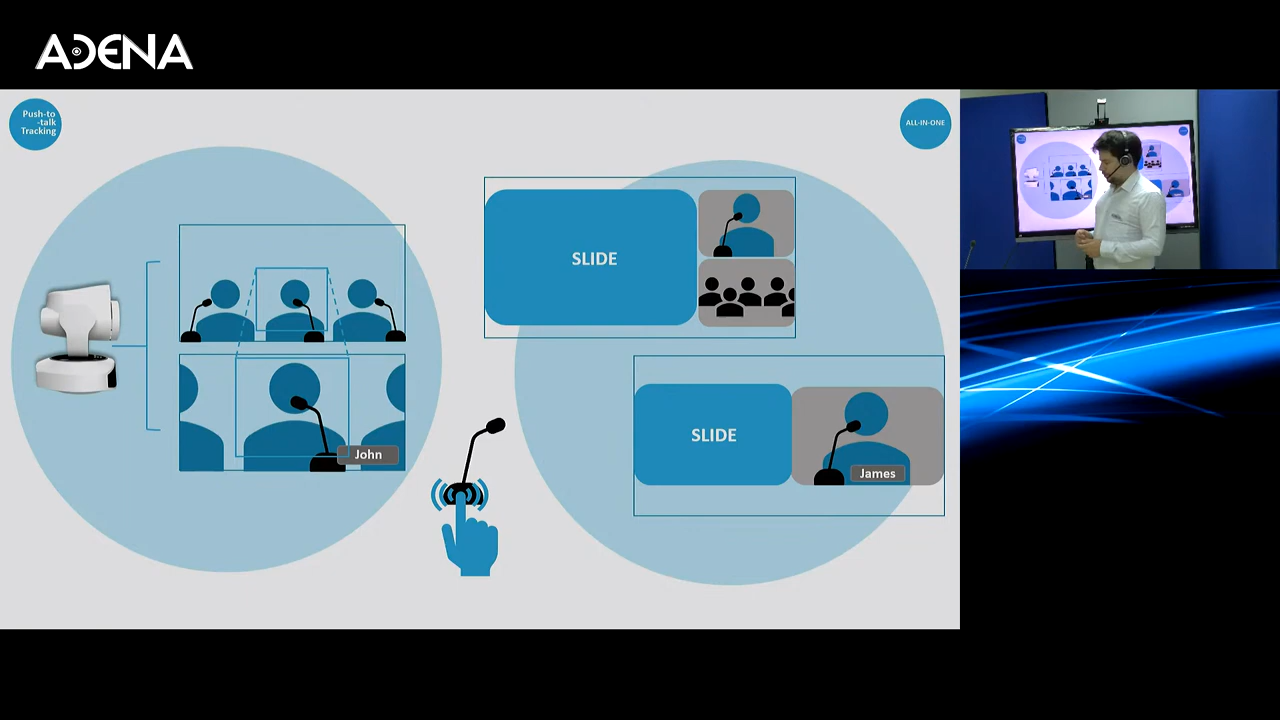 ADENA
Push-to
-talk
Tracking
ALL-IN-ONE
SLIDE
John
SLIDE
James